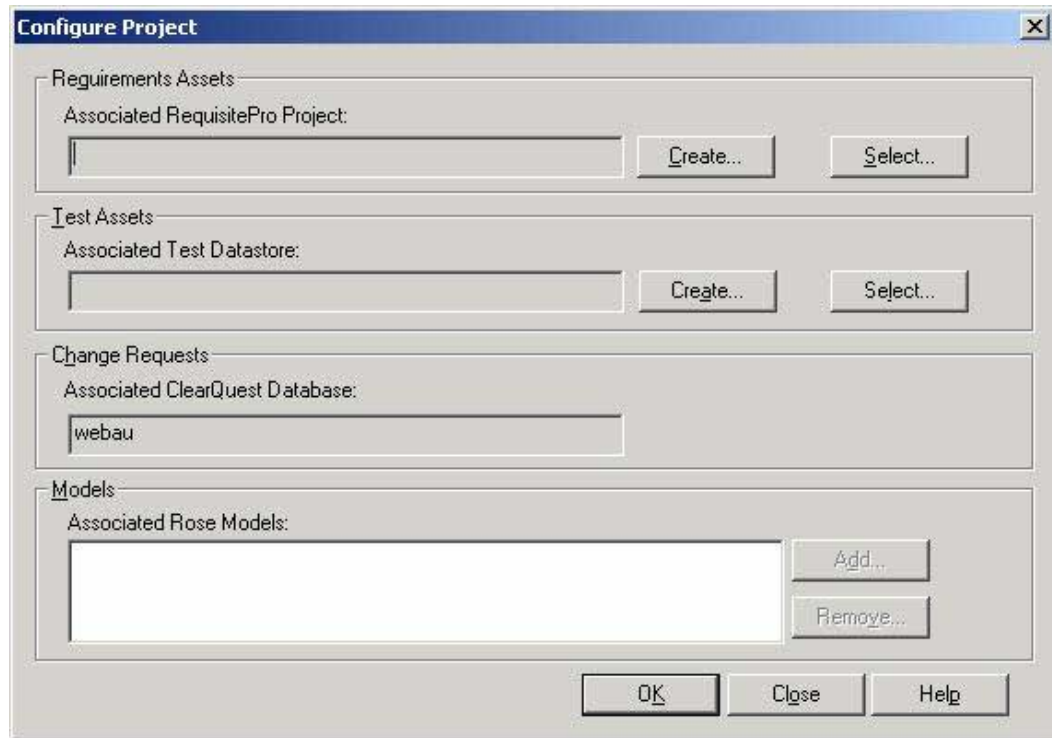 Configure Project
Reguirements Assets
Associated RequisitePro Project:
Create...
Select...
Test Assets
Associated Test Datastore:
Create...
Select...
Change Requests
Associated ClearQuest Database:
webau
Models
Associated Rose Models:
Add...
Remove...
OK
Close
Help